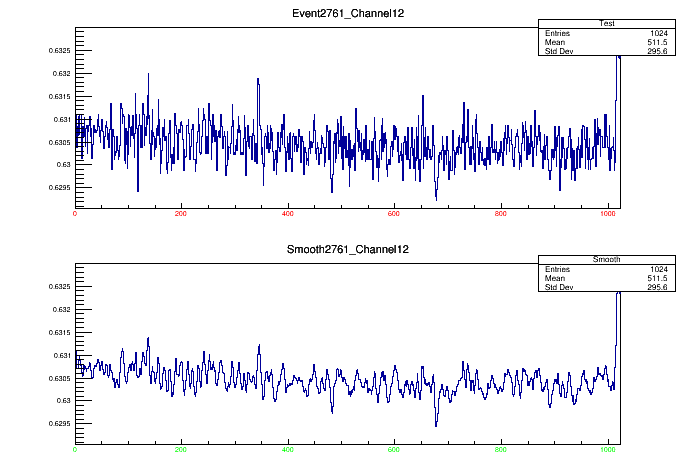 Event2761_Channel12
Test
Entries 1024
Mean 511.5
Std Dev 295.6
0.6325
0.632
0.6315
0.631
0.6305
0.63
0.6295
0 200 400 600 800 1000
Smooth2761_Channel12
Smooth
Entries 1024
Mean 511.5
Std Dev 295.6
0.6325
0.632
0.6315
0.631
0.6305
0.63
0.6295
0 200 400 600 800 1000